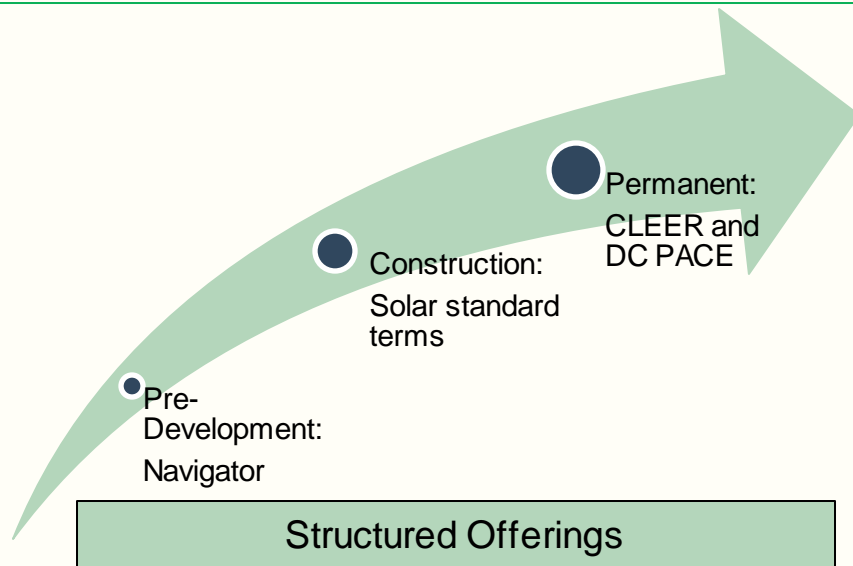 Permanent:
CLEER and
DC PACE
Construction:
Solar standard
terms
Pre-
Development:
Navigator
Structured Offerings